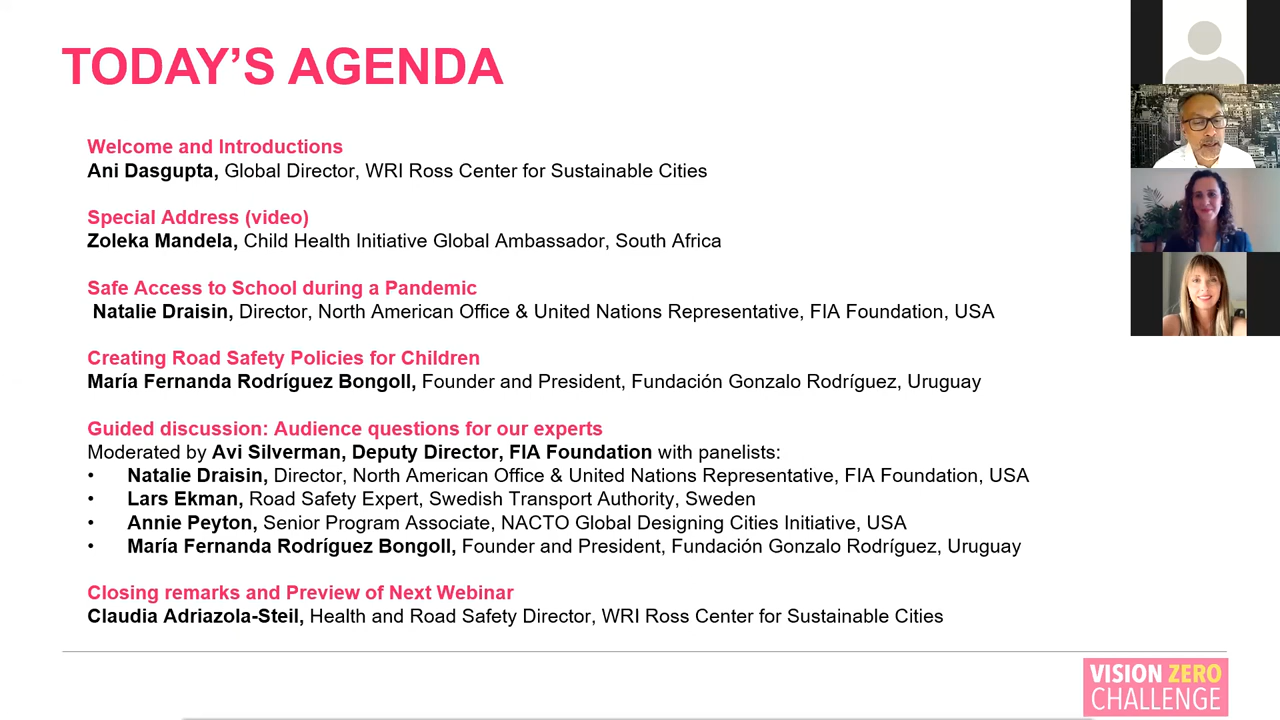 TODAY’S AGENDA
Welcome and Introductions
Ani Dasgupta, Global Director, WRI Ross Center for Sustainable Cities
Special Address (video)
Zoleka Mandela, Child Health Initiative Global Ambassador, South Africa
Safe Access to School during a Pandemic
Natalie Draisin, Director, North American Office & United Nations Representative, FIA Foundation, USA
Creating Road Safety Policies for Children
María Fernanda Rodríguez Bongoll, Founder and President, Fundación Gonzalo Rodríguez, Uruguay
Guided discussion: Audience questions for our experts
Moderated by Avi Silverman, Deputy Director, FIA Foundation with panelists:
• Natalie Draisin, Director, North American Office & United Nations Representative, FIA Foundation, USA
• Lars Ekman, Road Safety Expert, Swedish Transport Authority, Sweden
• Annie Peyton, Senior Program Associate, NACTO Global Designing Cities Initiative, USA
• María Fernanda Rodríguez Bongoll, Founder and President, Fundación Gonzalo Rodríguez, Uruguay
Closing remarks and Preview of Next Webinar
Claudia Adriazola-Steil, Health and Road Safety Director, WRI Ross Center for Sustainable Cities
VISION ZERO
CHALLENGE